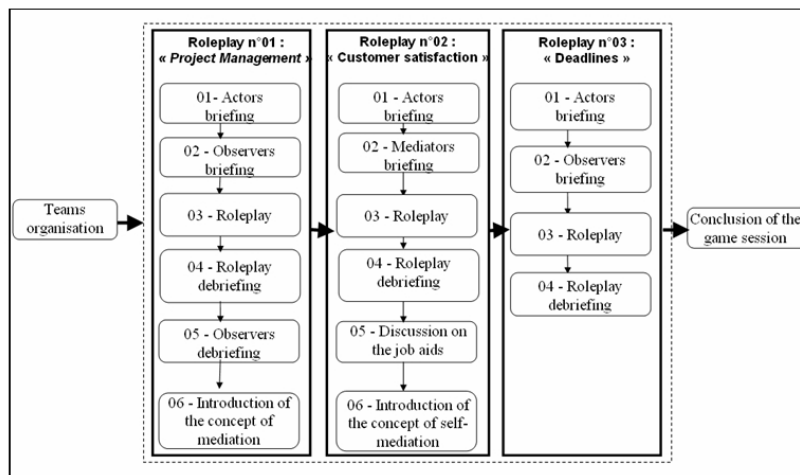 Teams
organisation
Roleplay n°01 :
« Project Management »
01- Actors
briefing
02 - Observers
briefing
03 - Roleplay
04 - Roleplay
debriefing
05 - Observers
debriefing
06 - Introduction of
the concept of
mediation
Roleplay n°02 :
« Customer satisfaction »
01 - Actors
briefing
02 - Mediators
briefing
03 - Roleplay
04 - Roleplay
debriefing
05 - Discussion on
the job aids
06 - Introduction of
the concept of self-
mediation
Roleplay n°03 :
« Deadlines »
01 - Actors
briefing
02 - Observers
briefing
03 - Roleplay
04 - Roleplay
debriefing
Conclusion of the
game session